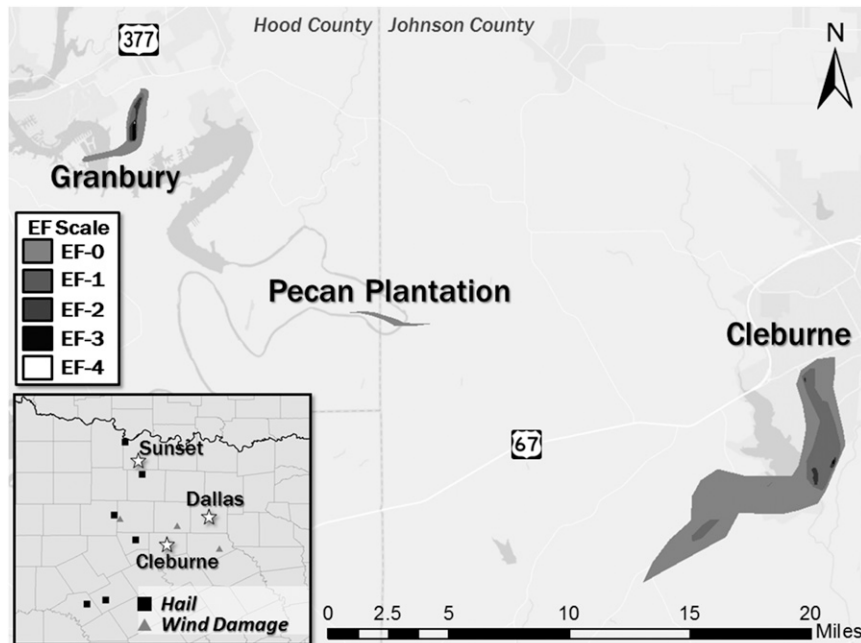 Hood County
Johnson County
377
N
Granbury
EF Scale
EF-0
EF-1
EF-2
EF-3
EF-4
Pecan Plantation
Cleburne
67
Sunset
Dallas
Cleburne
Hail
Wind Damage
0 2.5 5 10 15 20
Miles